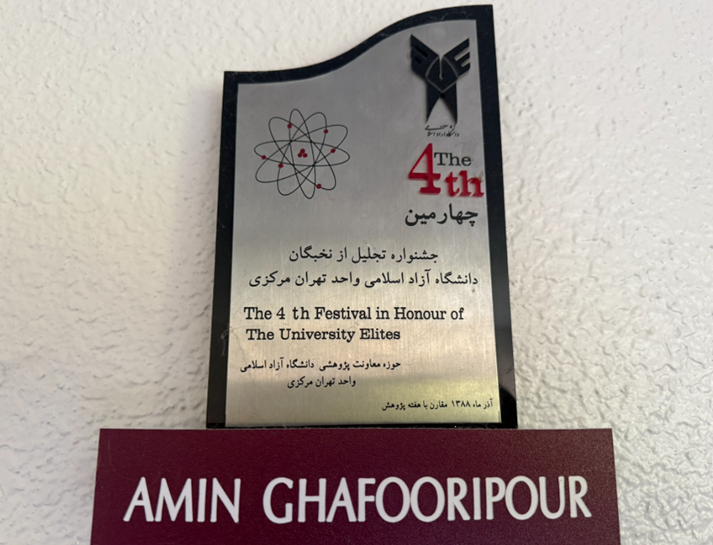 The
4th
چهارمین
جشنواره تجلیل از نخبگان
دانشگاه آزاد اسلامی واحد تهران مرکزی
The 4 th Festival in Honour of
The University Elites
حوزه معاونت پژوهشی دانشگاه آزاد اسلامی
واحد تهران مرکزی
آذر ماه ۱۳۸۸ مقارن با هفته پژوهش
AMIN GHAFOORIPOUR